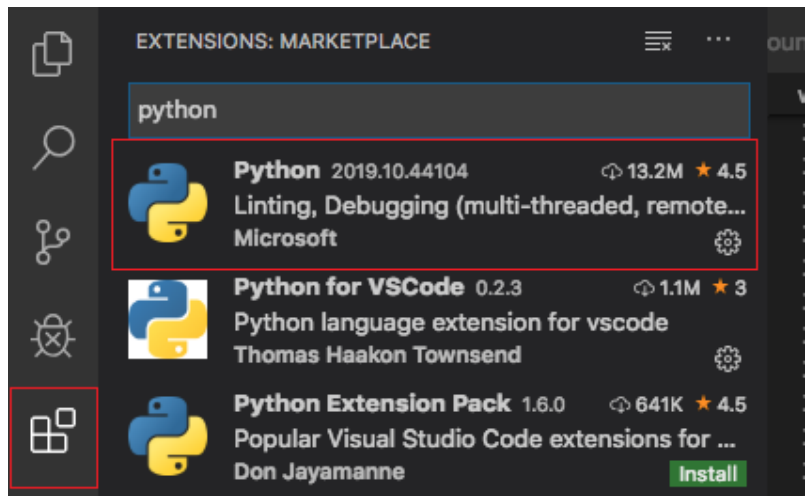 EXTENSIONS: MARKETPLACE
python
Python 2019.10.44104 13.2M ★ 4.5
Linting, Debugging (multi-threaded, remote...
Microsoft
Python for VSCode 0.2.3 1.1M ★ 3
Python language extension for vscode
Thomas Haakon Townsend
Python Extension Pack 1.6.0 641K ★ 4.5
Popular Visual Studio Code extensions for ...
Don Jayamanne Install